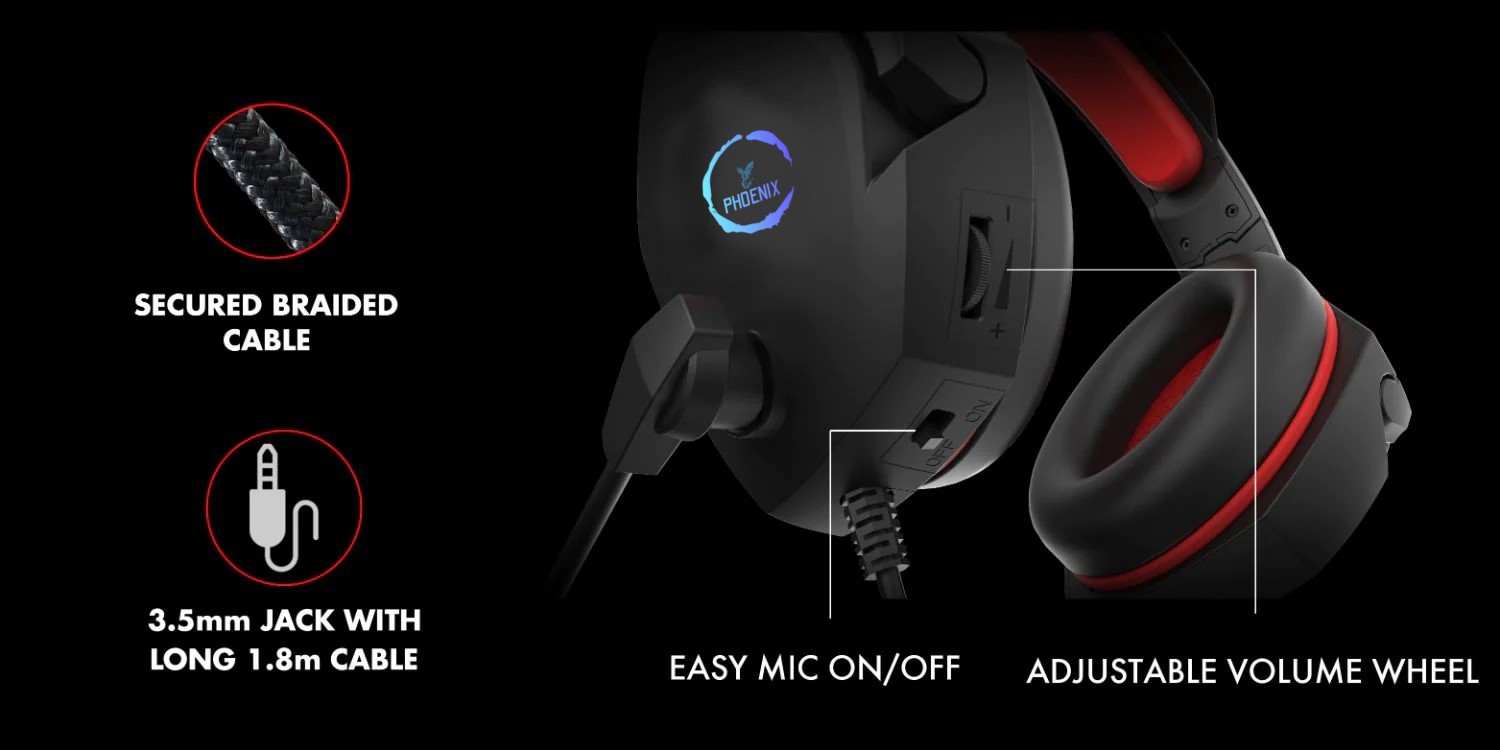 SECURED BRAIDED
CABLE
3.5mm JACK WITH
LONG 1.8m CABLE
PHOENIX
-
+
ON
OFF
EASY MIC ON/OFF
ADJUSTABLE VOLUME WHEEL